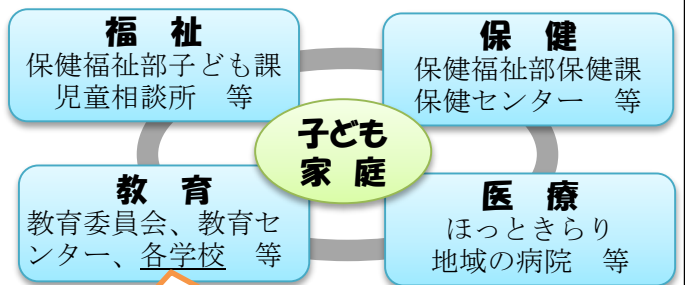 福 祉
保健福祉部子ども課
児童相談所 等
保 健
保健福祉部保健課
保健センター 等
子ども
家 庭
教 育
教育委員会、教育セ
ンター、各学校 等
医 療
ほっときらり
地域の病院 等